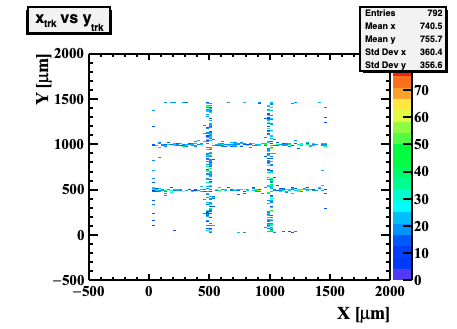 x_trk vs y_trk
Entries 792
Mean x 740.5
Mean y 755.7
Std Dev x 360.4
Std Dev y 356.6
Y [μm]
2000
1500
1000
500
0
−500
70
60
50
40
30
20
10
0
−500 0 500 1000 1500 2000
X [μm]